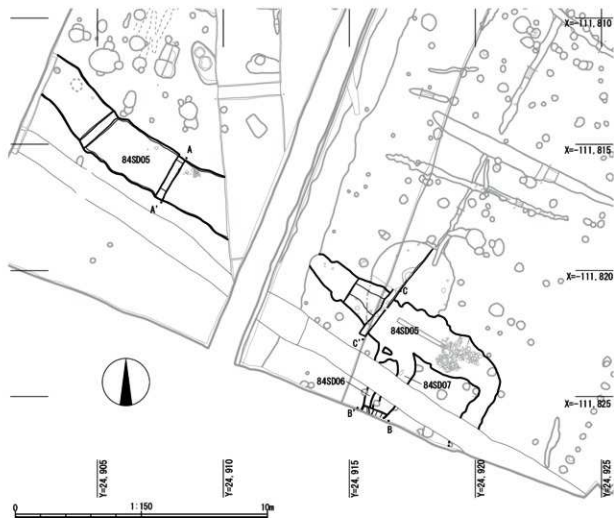 X=-111,810
A
84SD05
X=-111,815
A'
X=-111,820
C
84SD05
C'
84SD06
84SD07
X=-111,825
B'
B
Y=24,905
Y=24,910
Y=24,915
Y=24,920
Y=24,925
0
1:150
10m